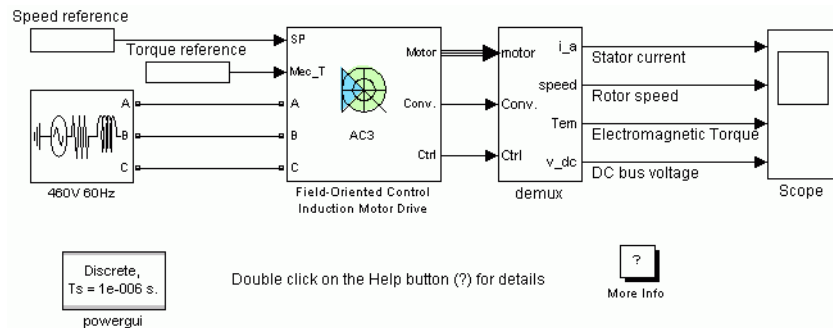 Speed reference
Torque reference
SP
Mec_T
A
B
C
Motor
Conv.
Ctrl
AC3
Field-Oriented Control
Induction Motor Drive
A
B
C
460V 60Hz
motor
Conv.
Ctrl
i_a
speed
Tem
v_dc
demux
Stator current
Rotor speed
Electromagnetic Torque
DC bus voltage
Scope
Discrete,
Ts = 1e-006 s.
powergui
Double click on the Help button (?) for details
?
More Info